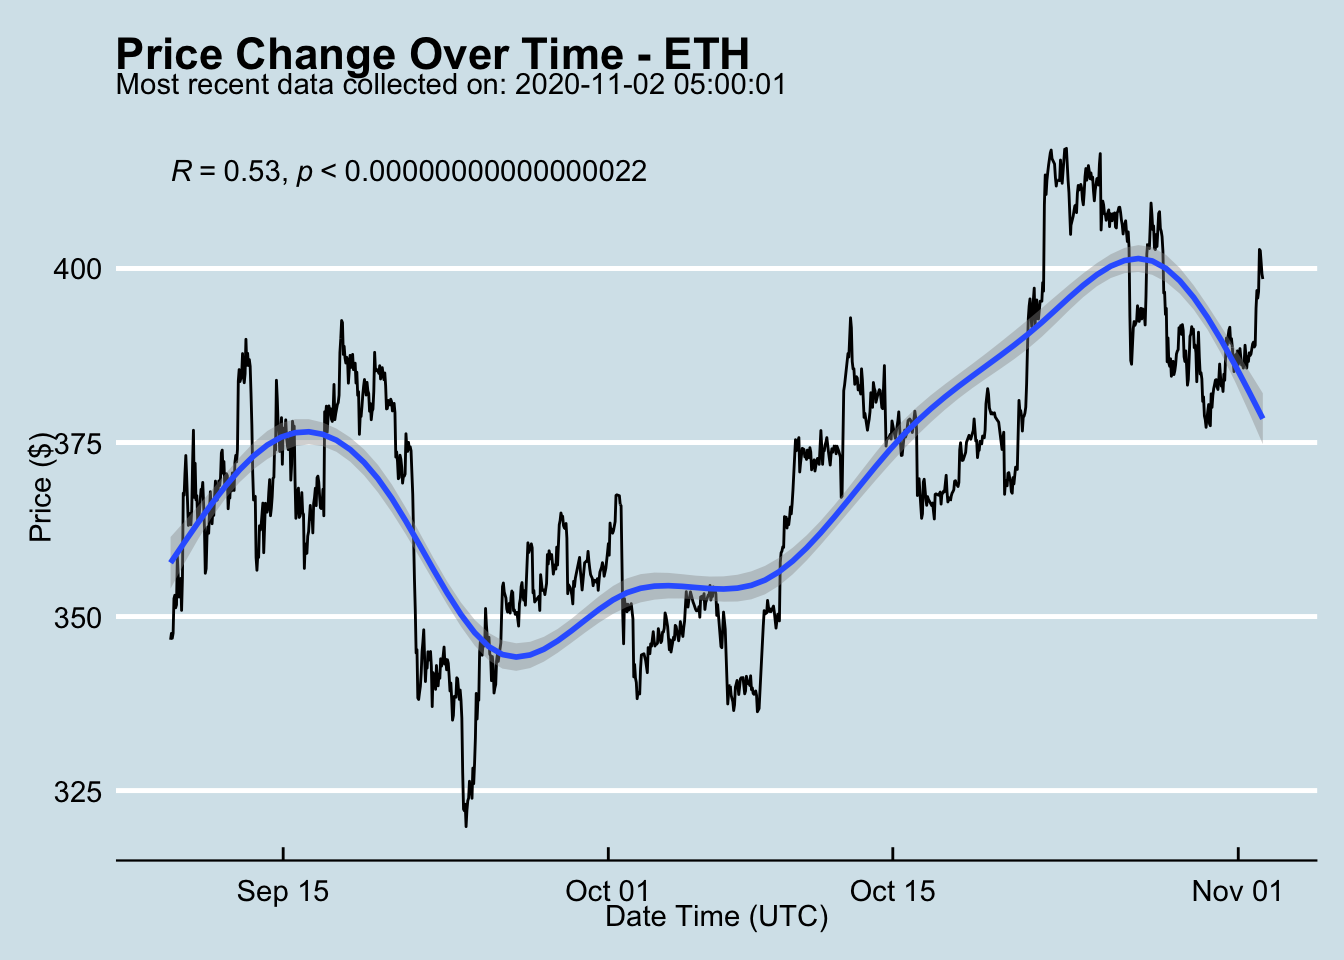 Price Change Over Time - ETH
Most recent data collected on: 2020-11-02 05:00:01
R = 0.53, p < 0.00000000000000022
400
375
350
325
Price ($)
Sep 15
Oct 01
Oct 15
Nov 01
Date Time (UTC)